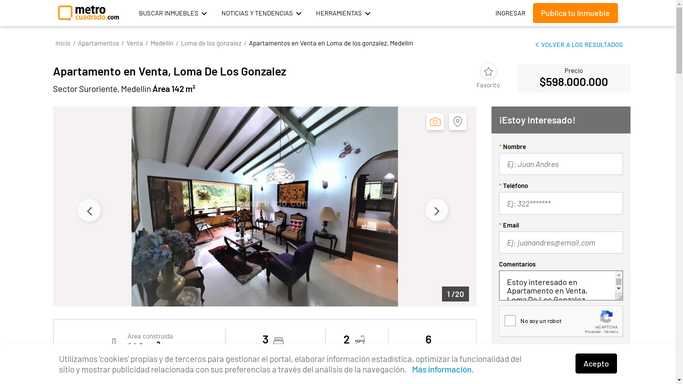 metro
cuadrado.com
BUSCAR INMUEBLES
NOTICIAS Y TENDENCIAS
HERRAMIENTAS
INGRESAR
Publica tu Inmueble
Inicio / Apartamentos / Venta / Medellin / Loma de los gonzalez / Apartamentos en Venta en Loma de los gonzalez, Medellin
VOLVER A LOS RESULTADOS
Apartamento en Venta, Loma De Los Gonzalez
Sector Suroriente, Medellin Área 142 m²
Favorito
Precio
$598.000.000
1 / 20
¡Estoy Interesado!
* Nombre
Ej: Juan Andres
* Teléfono
Ej: 322*******
* Email
Ej: juanandres@email.com
Comentarios
Estoy interesado en
Apartamento en Venta,
Loma De Los Gonzalez
No soy un robot
reCAPTCHA
Privacidad - Términos
Área construida
3
2
6
Utilizamos 'cookies' propias y de terceros para gestionar el portal, elaborar información estadística, optimizar la funcionalidad del
sitio y mostrar publicidad relacionada con sus preferencias a través del análisis de la navegación. Más información.
Acepto